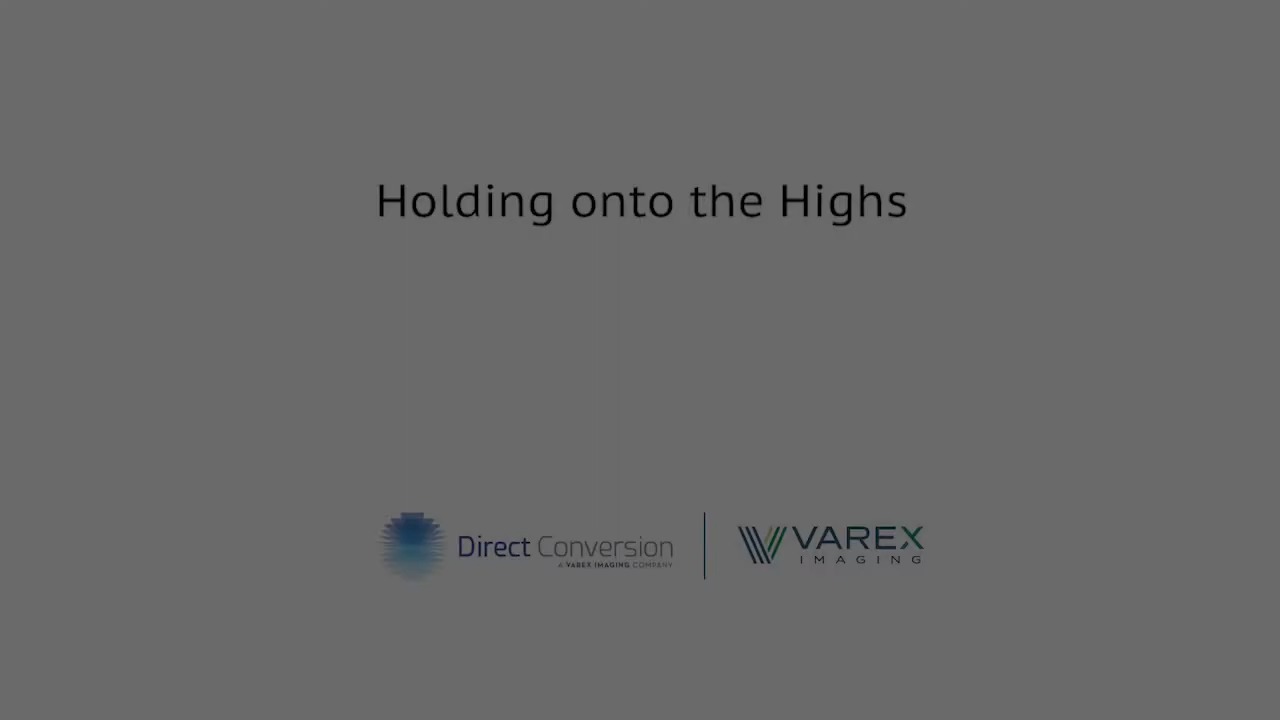 Holding onto the Highs
Direct Conversion
A VAREX IMAGING COMPANY
VAREX
IMAGING